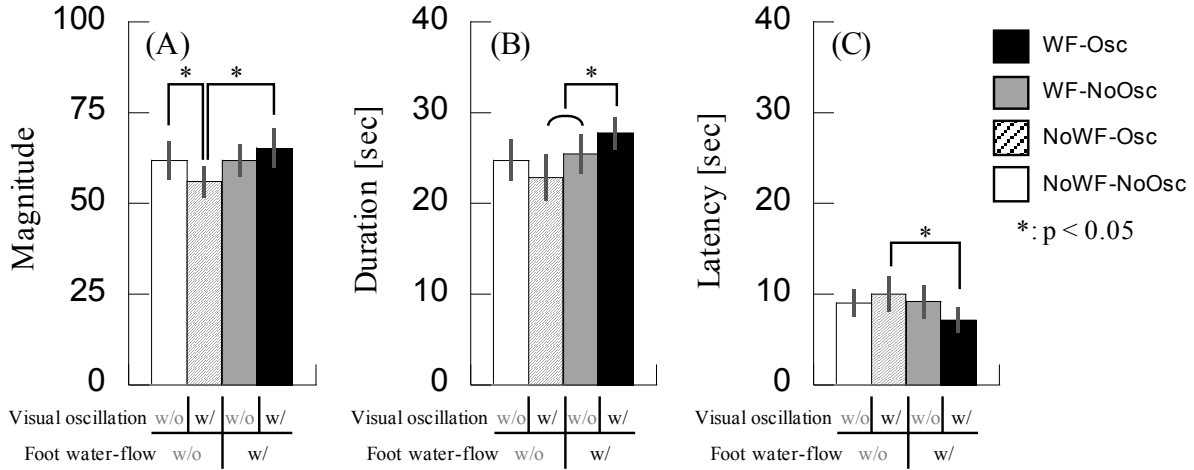 100
75
50
25
0
Magnitude
(A)
*
*
40
30
20
10
0
Duration [sec]
(B)
*
40
30
20
10
0
Latency [sec]
(C)
*
WF-Osc
WF-NoOsc
NoWF-Osc
NoWF-NoOsc
*: p < 0.05
Visual oscillation w/o w/ w/o w/
Foot water-flow w/o w/
Visual oscillation w/o w/ w/o w/
Foot water-flow w/o w/
Visual oscillation w/o w/ w/o w/
Foot water-flow w/o w/